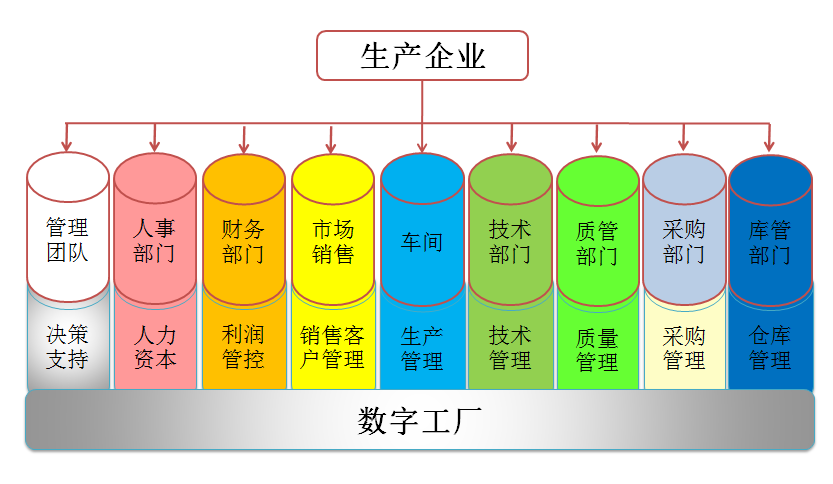 生产企业
管理
团队
人事
部门
财务
部门
市场
销售
车间
技术
部门
质管
部门
采购
部门
库管
部门
决策
支持
人力
资本
利润
管控
销售客
户管理
生产
管理
技术
管理
质量
管理
采购
管理
仓库
管理
数字工厂